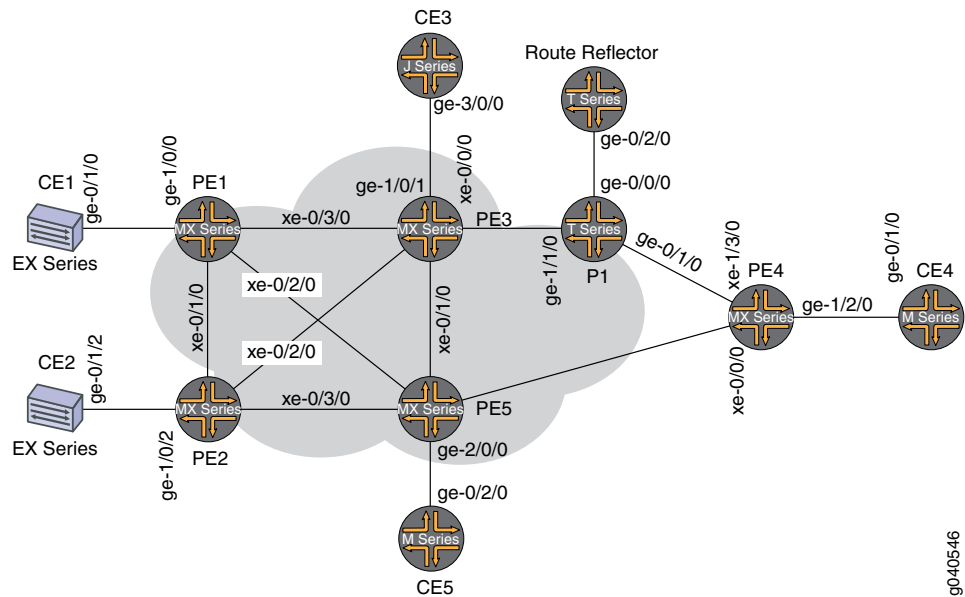 CE3
J Series
ge-3/0/0
Route Reflector
T Series
ge-0/2/0
ge-0/0/0
CE1
ge-0/1/0
EX Series
ge-1/0/0
PE1
MX Series
xe-0/3/0
ge-1/0/1
xe-0/0/0
MX Series
PE3
ge-1/1/0
T Series
P1
ge-0/1/0
xe-1/3/0
PE4
MX Series
xe-0/0/0
ge-1/2/0
ge-0/1/0
CE4
M Series
xe-0/1/0
xe-0/2/0
xe-0/2/0
xe-0/1/0
CE2
ge-0/1/2
EX Series
ge-1/0/2
MX Series
PE2
xe-0/3/0
MX Series
PE5
ge-2/0/0
ge-0/2/0
M Series
CE5
g040546